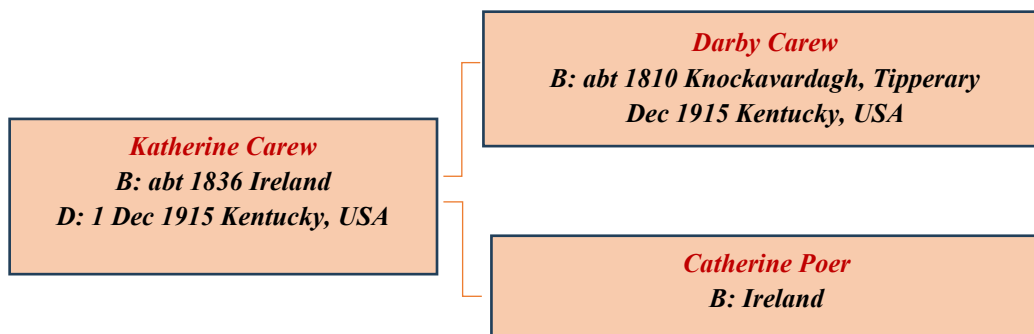 Darby Carew
B: abt 1810 Knockavardagh, Tipperary
Dec 1915 Kentucky, USA
Katherine Carew
B: abt 1836 Ireland
D: 1 Dec 1915 Kentucky, USA
Catherine Poer
B: Ireland